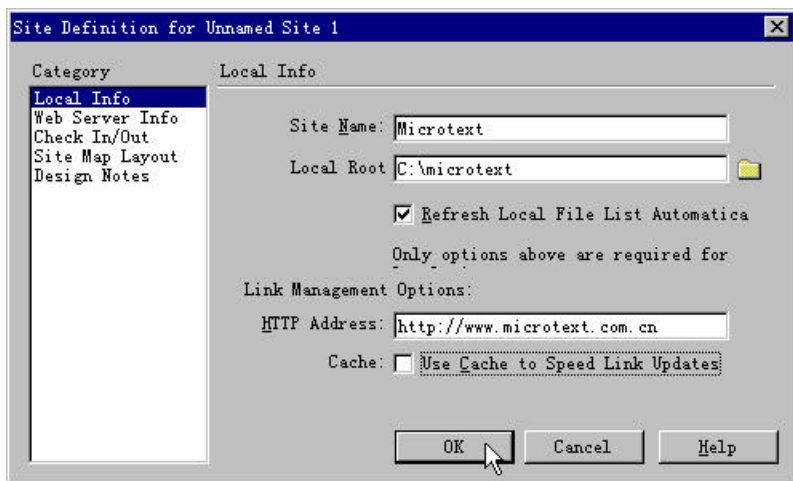 Site Definition for Unnamed Site 1
Category
Local Info
Web Server Info
Check In/Out
Site Map Layout
Design Notes
Local Info
Site Name: Microtext
Local Root C:\microtext
Refresh Local File List Automatica
Only options above are required for
Link Management Options:
HTTP Address: http://www.microtext.com.cn
Cache: Use Cache to Speed Link Updates
OK Cancel Help